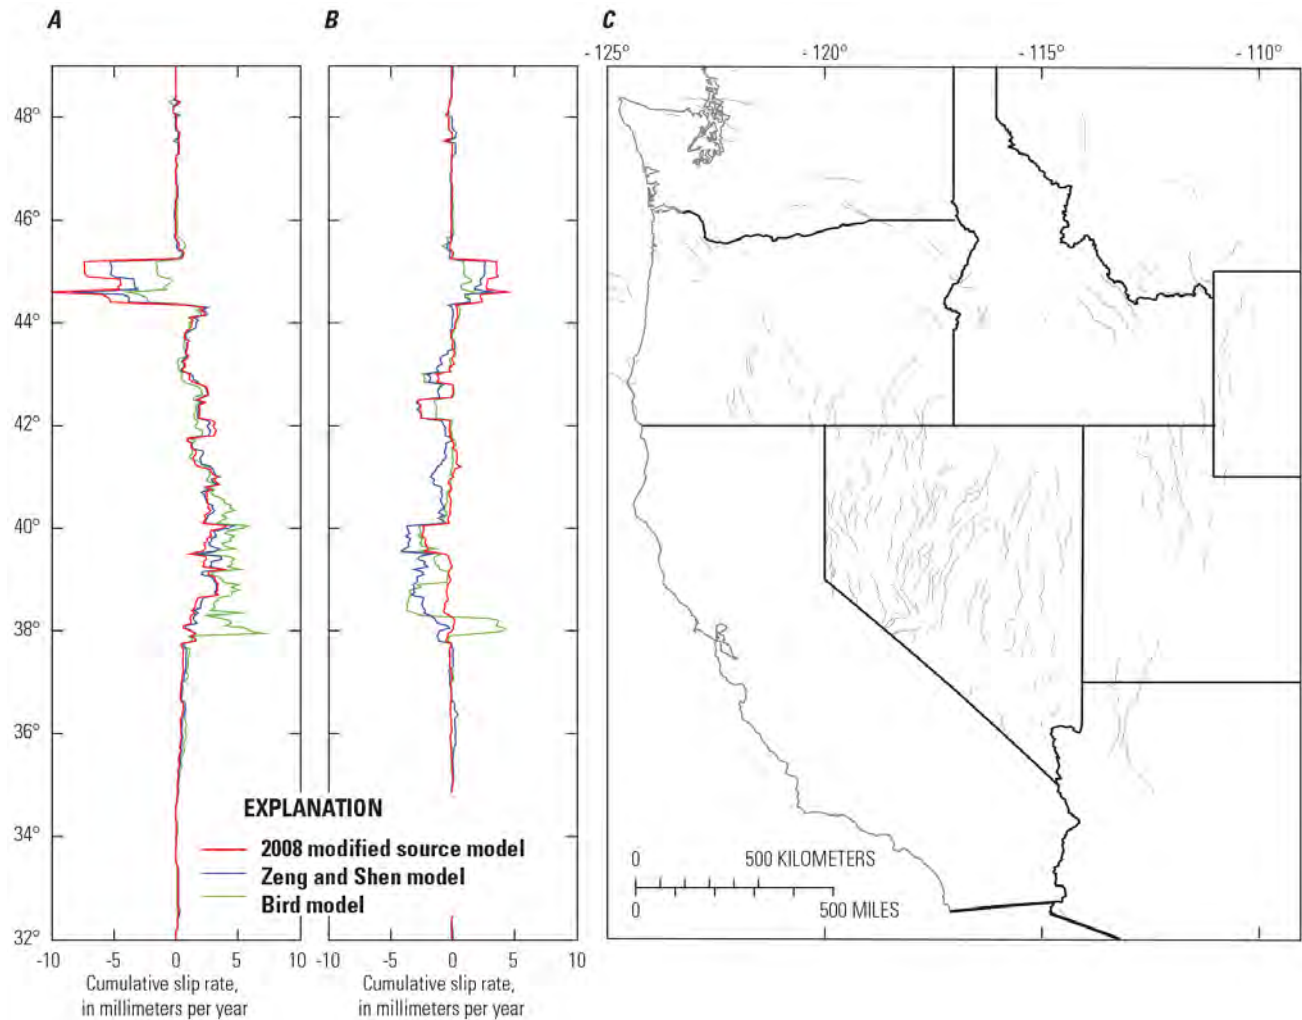 A
B
C
- 125°
- 120°
- 115°
- 110°
48°
46°
44°
42°
40°
38°
36°
34°
32°
EXPLANATION
2008 modified source model
Zeng and Shen model
Bird model
-10 -5 0 5 10
Cumulative slip rate,
in millimeters per year
-10 -5 0 5 10
Cumulative slip rate,
in millimeters per year
0 500 KILOMETERS
0 500 MILES